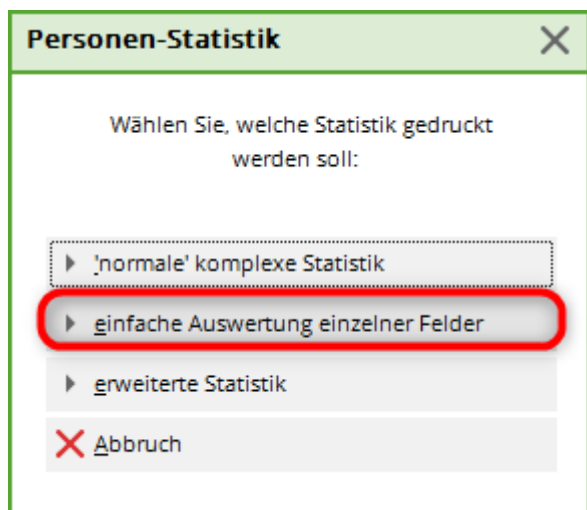 Personen-Statistik
Wählen Sie, welche Statistik gedruckt
werden soll:
'normale' komplexe Statistik
einfache Auswertung einzelner Felder
erweiterte Statistik
Abbruch